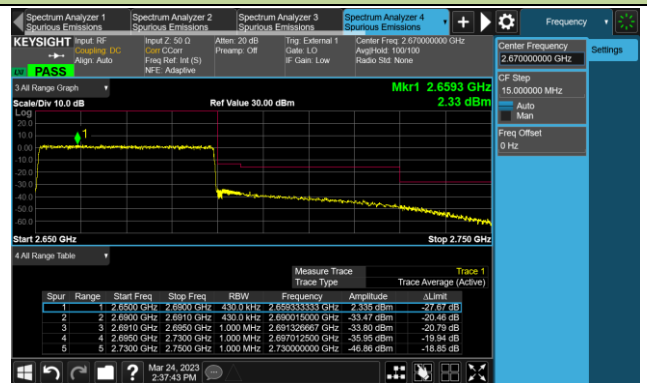 Spectrum Analyzer 1
Spurious Emissions
Spectrum Analyzer 2
Spurious Emissions
Spectrum Analyzer 3
Spurious Emissions
Spectrum Analyzer 4
Spurious Emissions
Frequency
KEYSIGHT
Input: RF
Coupling: DC
Align: Auto
Input Z: 50 Ω
Corr CCorr
Freq Ref: Int (S)
NFE: Adaptive
Atten: 20 dB
Preamp: Off
Trig: External 1
Gate: LO
IF Gain: Low
Center Freq: 2.670000000 GHz
Avg|Hold: 100/100
Radio Std: None
PASS
Center Frequency
2.670000000 GHz
Settings
CF Step
15.000000 MHz
Auto
Man
Freq Offset
0 Hz
3 All Range Graph
Mkr1 2.6593 GHz
Scale/Div 10.0 dB
Ref Value 30.00 dBm
2.33 dBm
Log
20.0
10.0
0.00
-10.0
-20.0
-30.0
-40.0
-50.0
-60.0
1
Start 2.650 GHz
Stop 2.750 GHz
4 All Range Table
Measure Trace Trace 1
Trace Type Trace Average (Active)
Spur Range Start Freq Stop Freq RBW Frequency Amplitude ΔLimit
1 1 2.6500 GHz 2.6900 GHz 430.0 kHz 2.659333333 GHz 2.335 dBm -27.67 dB
2 2 2.6900 GHz 2.6910 GHz 430.0 kHz 2.690015000 GHz -33.47 dBm -20.46 dB
3 3 2.6910 GHz 2.6950 GHz 1.000 MHz 2.691326667 GHz -33.80 dBm -20.79 dB
4 4 2.6950 GHz 2.7300 GHz 1.000 MHz 2.697012500 GHz -35.95 dBm -19.94 dB
5 5 2.7300 GHz 2.7500 GHz 1.000 MHz 2.730000000 GHz -46.86 dBm -18.85 dB
Mar 24, 2023
2:37:43 PM